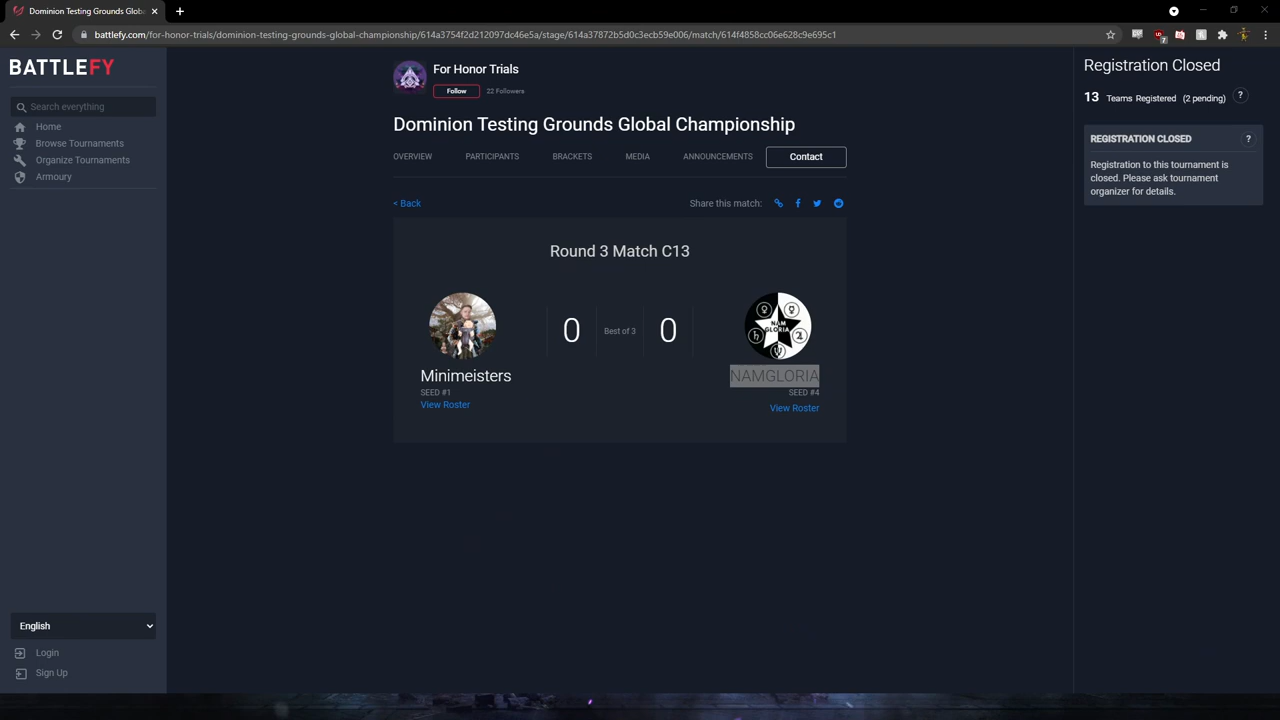 Dominion Testing Grounds Global
battlefy.com/for-honor-trials/dominion-testing-grounds-global-championship/614a3754f2d212097dc46e5a/stage/614a37872b5d0c3ecb59e006/match/614f4858cc06e628c9e695c1
BATTLEFY
Search everything
Home
Browse Tournaments
Organize Tournaments
Armoury
English
Login
Sign Up
For Honor Trials
Follow 22 Followers
Dominion Testing Grounds Global Championship
OVERVIEW PARTICIPANTS BRACKETS MEDIA ANNOUNCEMENTS Contact
< Back Share this match:
Round 3 Match C13
0 Best of 3 0
NAM
GLORIA
Minimeisters NAMGLORIA
SEED #1 SEED #4
View Roster View Roster
Registration Closed
13 Teams Registered (2 pending) ?
REGISTRATION CLOSED ?
Registration to this tournament is
closed. Please ask tournament
organizer for details.